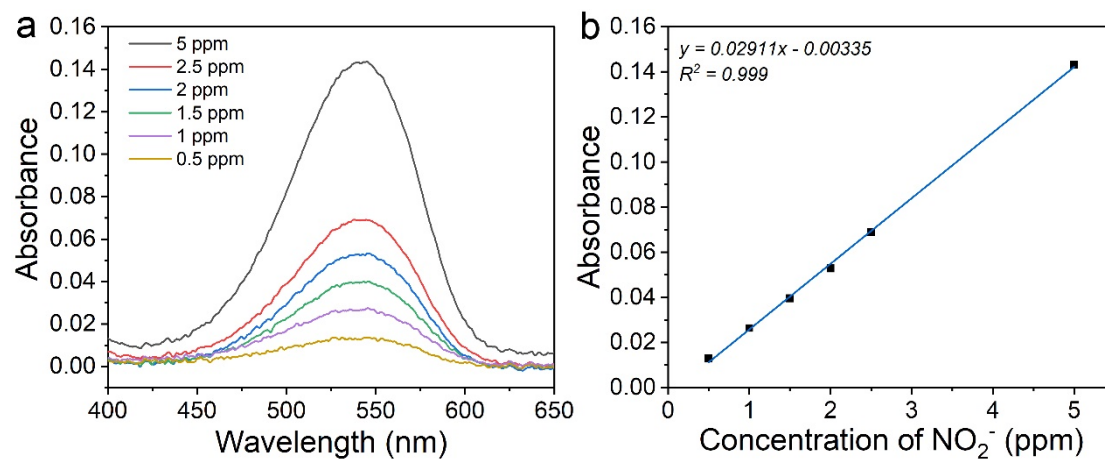 a
0.16
0.14
0.12
0.10
0.08
0.06
0.04
0.02
0.00
Absorbance
5 ppm
2.5 ppm
2 ppm
1.5 ppm
1 ppm
0.5 ppm
400 450 500 550 600 650
Wavelength (nm)
b
0.16
0.14
0.12
0.10
0.08
0.06
0.04
0.02
0.00
Absorbance
y = 0.02911x - 0.00335
R² = 0.999
0 1 2 3 4 5
Concentration of NO₂⁻ (ppm)